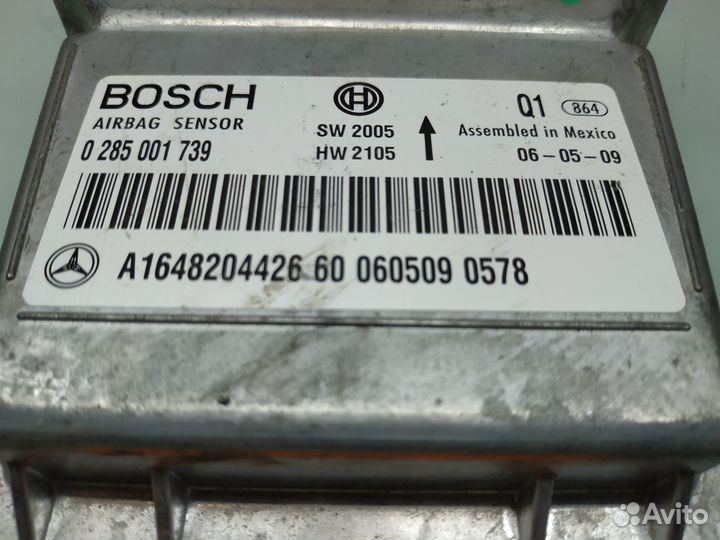 BOSCH
AIRBAG SENSOR
0 285 001 739
SW 2005
HW 2105
Q1 864
Assembled in Mexico
06-05-09
A1648204426 60 060509 0578
Avito